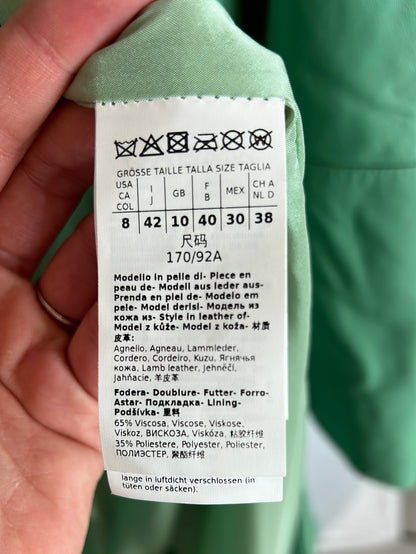 GRÖSSE TAILLE TALLA SIZE TAGLIA
USA CA COL I J GB F B MEX CH A NL D
8 42 10 40 30 38
尺码
170/92A
Modello in pelle di- Piece en
peau de- Modell aus leder aus-
Prenda en piel de- Modelo em
pele- Model derisi- Модель из
кожа из- Style in leather of-
Model z kůže- Model z koža- 材质
皮革:
Agnello, Agneau, Lammleder,
Cordero, Cordeiro, Kuzu, Ягнячья
кожа, Lamb leather, Jehněčí,
Jahňacie, 羊皮革
Fodera- Doublure- Futter- Forro-
Astar- Подкладка- Lining-
Podšívka- 里料
65% Viscosa, Viscose, Viskose,
Viskoz, ВИСКОЗА, Viskóza, 粘胶纤维
35% Poliestere, Polyester, Poliester,
ПОЛИЭСТЕР, 聚酯纤维
lange in luftdicht verschlossen (in
tüten oder säcken).